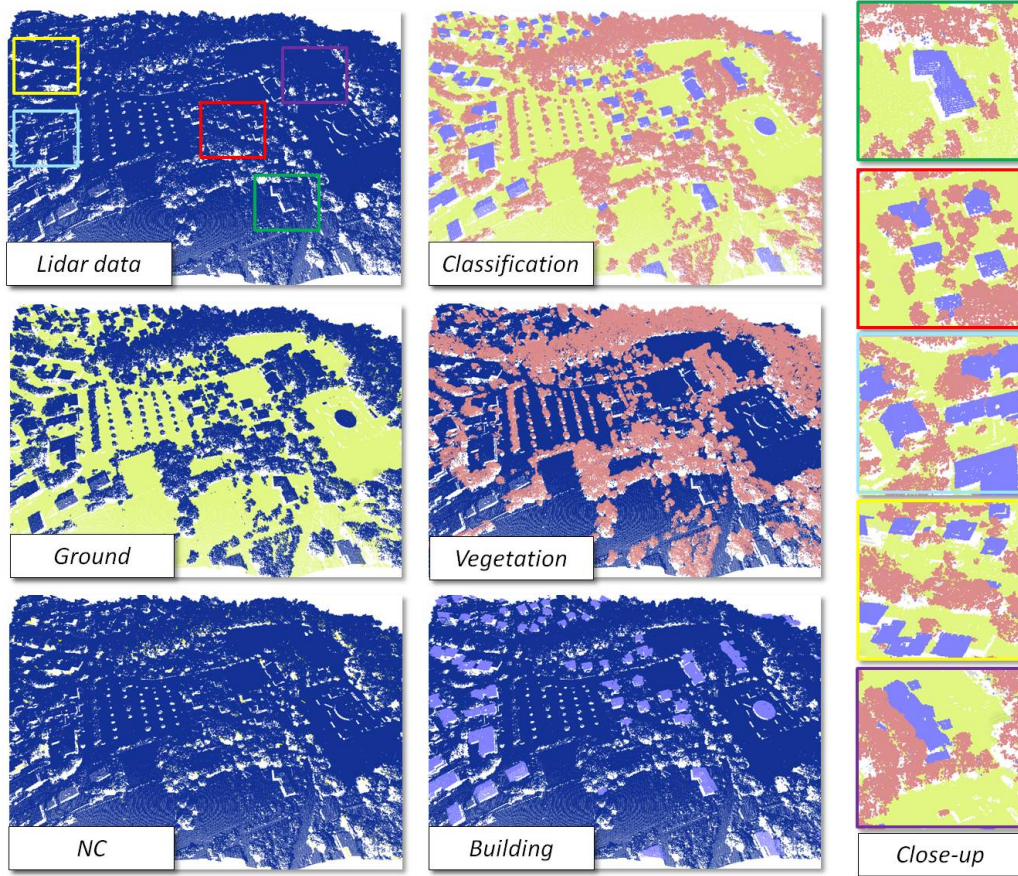 Lidar data
Classification
Ground
Vegetation
NC
Building
Close-up